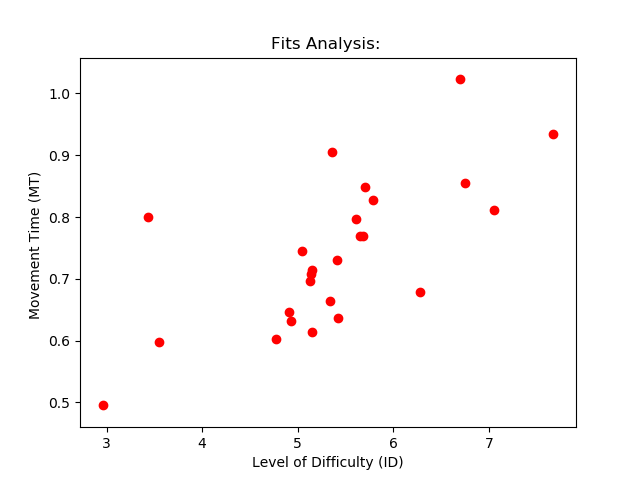 Fits Analysis:
1.0
0.9
0.8
0.7
0.6
0.5
Movement Time (MT)
3 4 5 6 7
Level of Difficulty (ID)